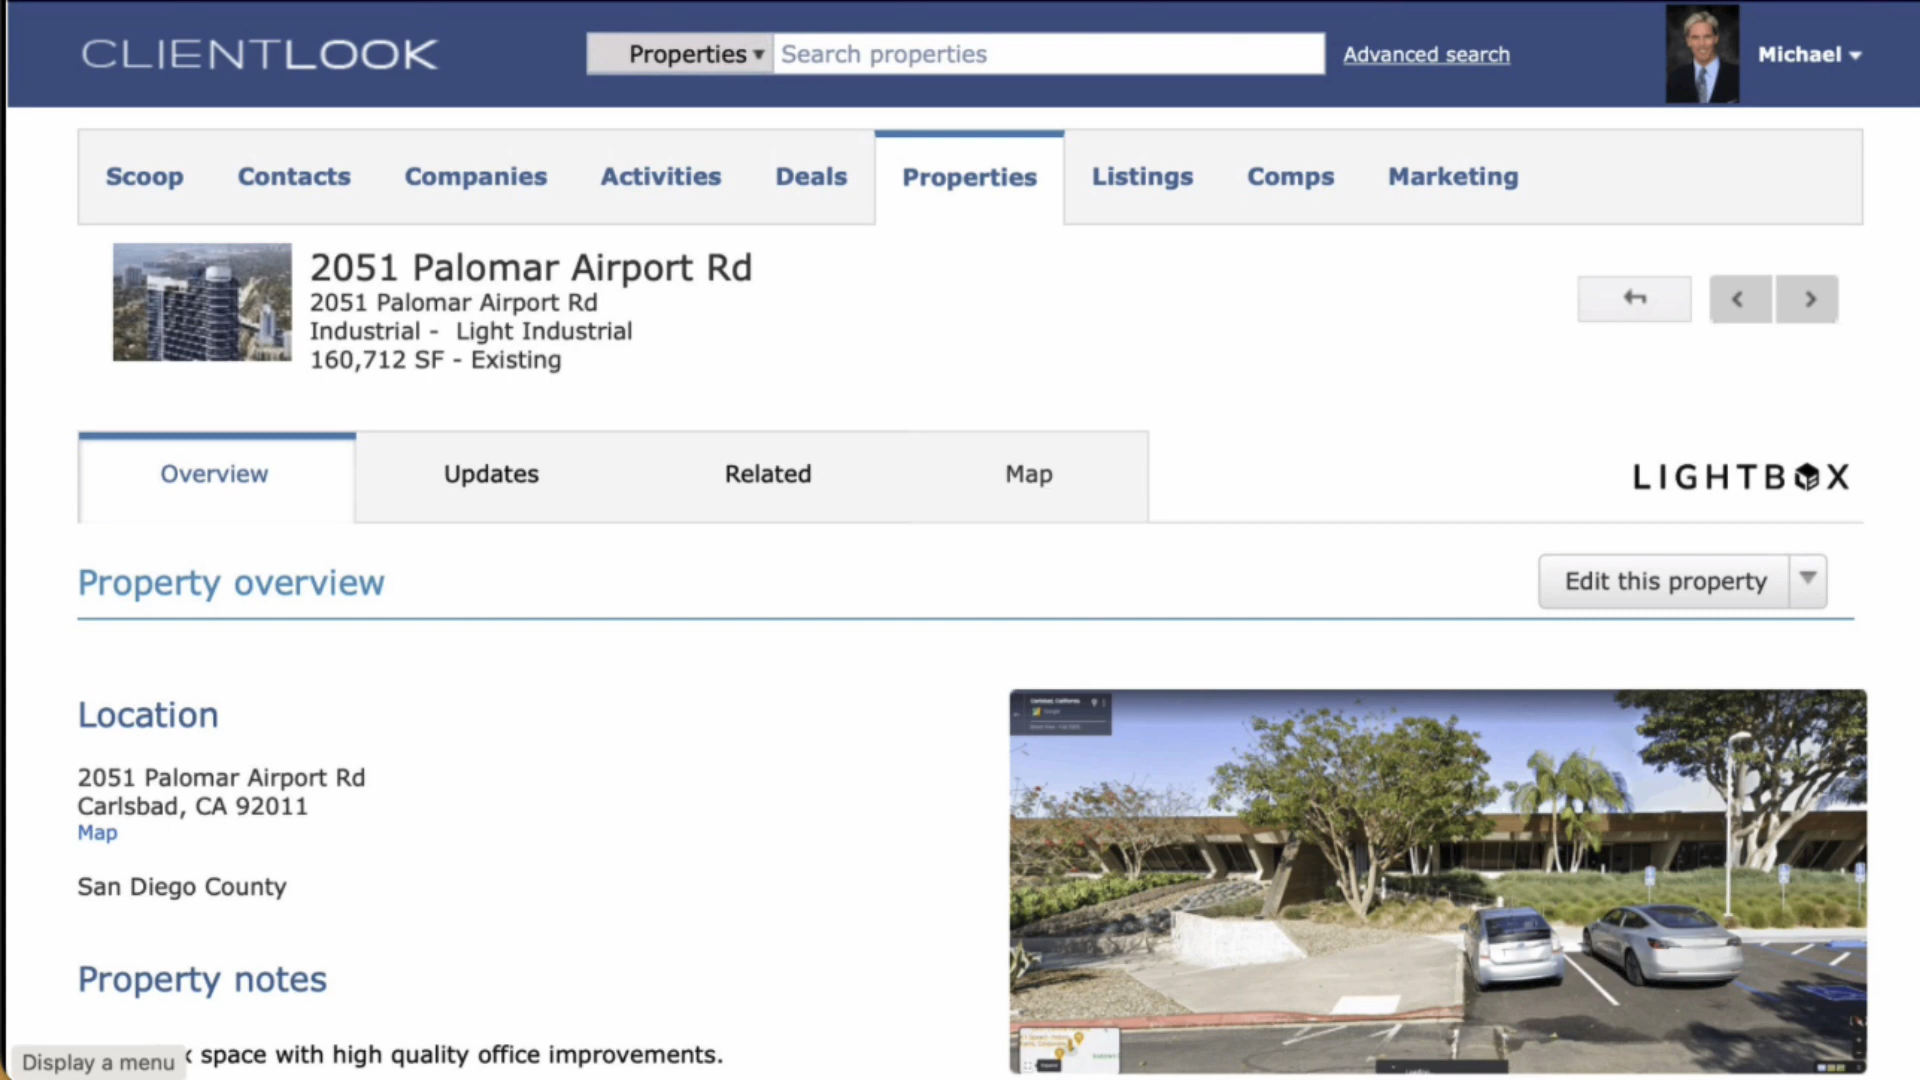 CLIENTLOOK
Properties ▾ Search properties Advanced search Michael
Scoop Contacts Companies Activities Deals Properties Listings Comps Marketing
2051 Palomar Airport Rd
2051 Palomar Airport Rd
Industrial - Light Industrial
160,712 SF - Existing
Overview Updates Related Map
LIGHTBOX
Property overview
Edit this property
Location
2051 Palomar Airport Rd
Carlsbad, CA 92011
Map
San Diego County
Carlsbad, California
Google
Property notes
space with high quality office improvements.
Display a menu